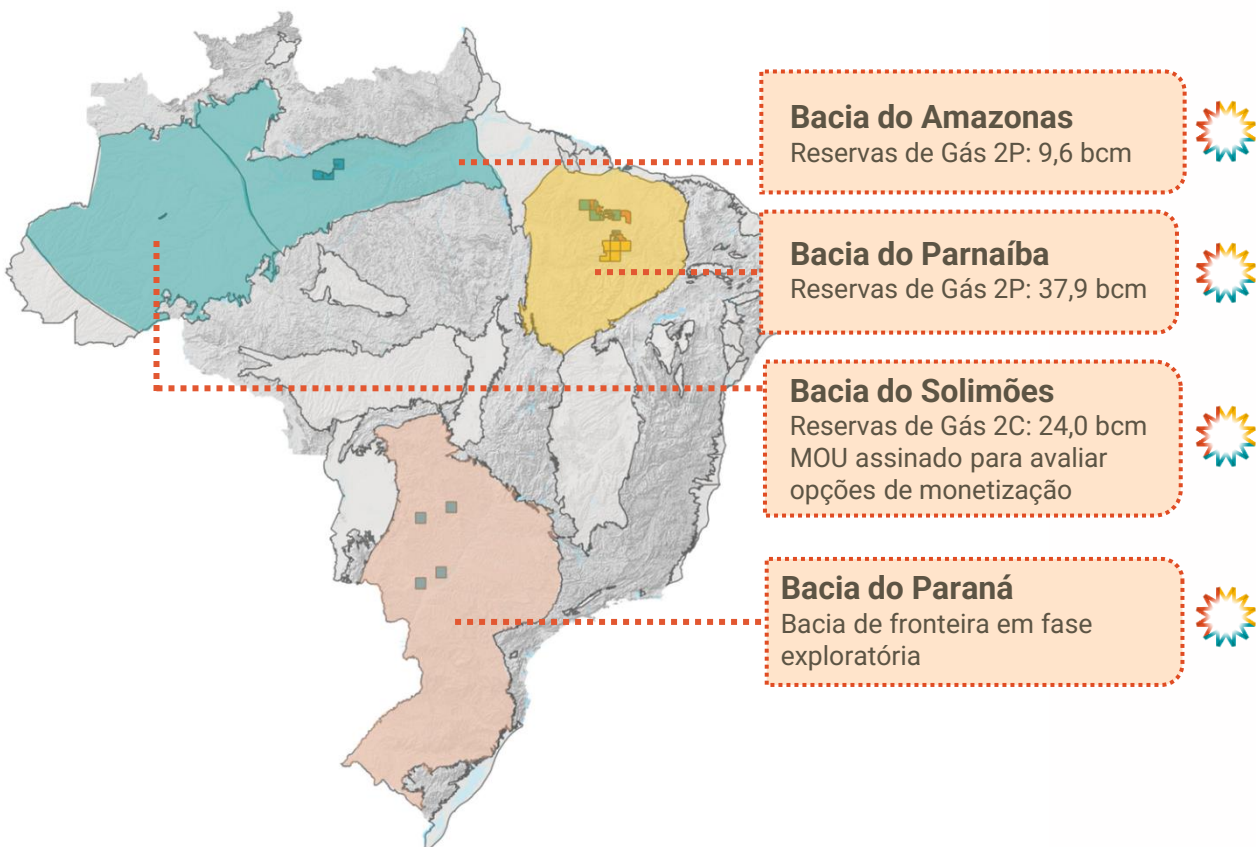 Bacia do Amazonas
Reservas de Gás 2P: 9,6 bcm
Bacia do Parnaíba
Reservas de Gás 2P: 37,9 bcm
Bacia do Solimões
Reservas de Gás 2C: 24,0 bcm
MOU assinado para avaliar
opções de monetização
Bacia do Paraná
Bacia de fronteira em fase
exploratória